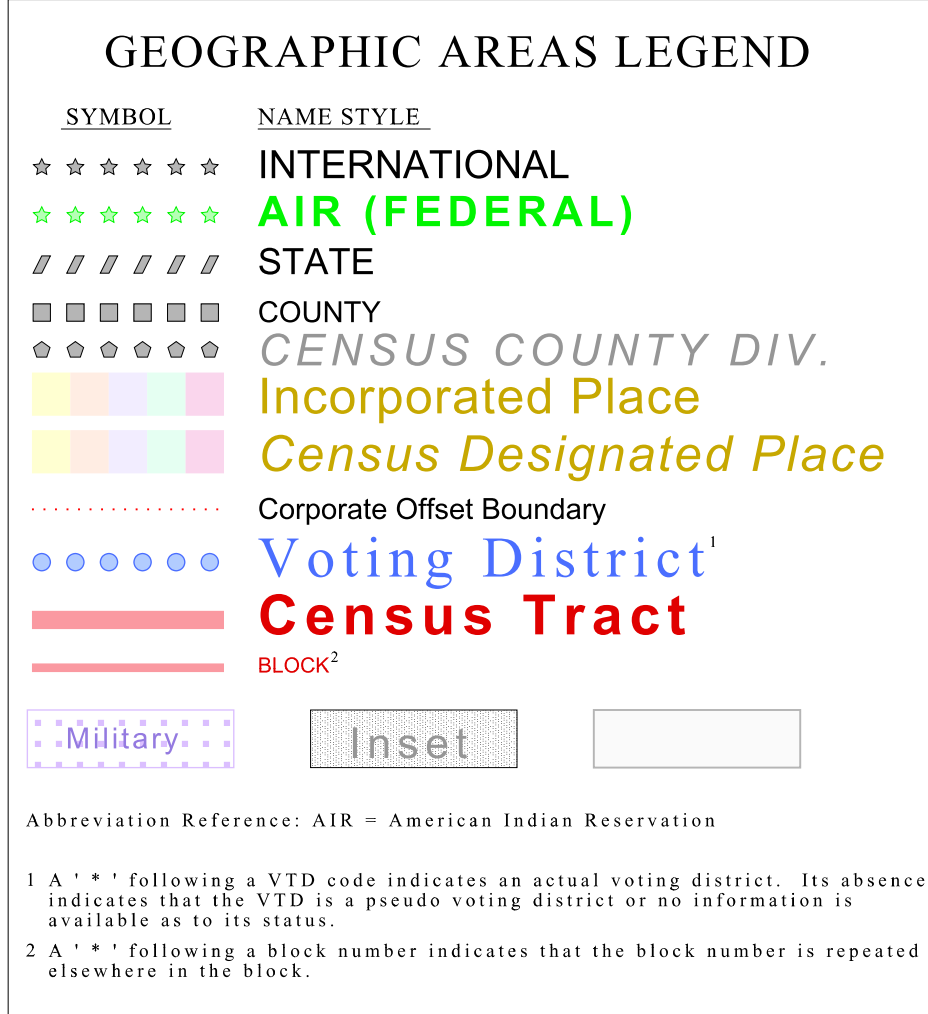 GEOGRAPHIC AREAS LEGEND
SYMBOL NAME STYLE
INTERNATIONAL
AIR (FEDERAL)
STATE
COUNTY
CENSUS COUNTY DIV.
Incorporated Place
Census Designated Place
Corporate Offset Boundary
Voting District¹
Census Tract
BLOCK²
Military Inset
Abbreviation Reference: AIR = American Indian Reservation
1 A ' * ' following a VTD code indicates an actual voting district. Its absence
indicates that the VTD is a pseudo voting district or no information is
available as to its status.
2 A ' * ' following a block number indicates that the block number is repeated
elsewhere in the block.